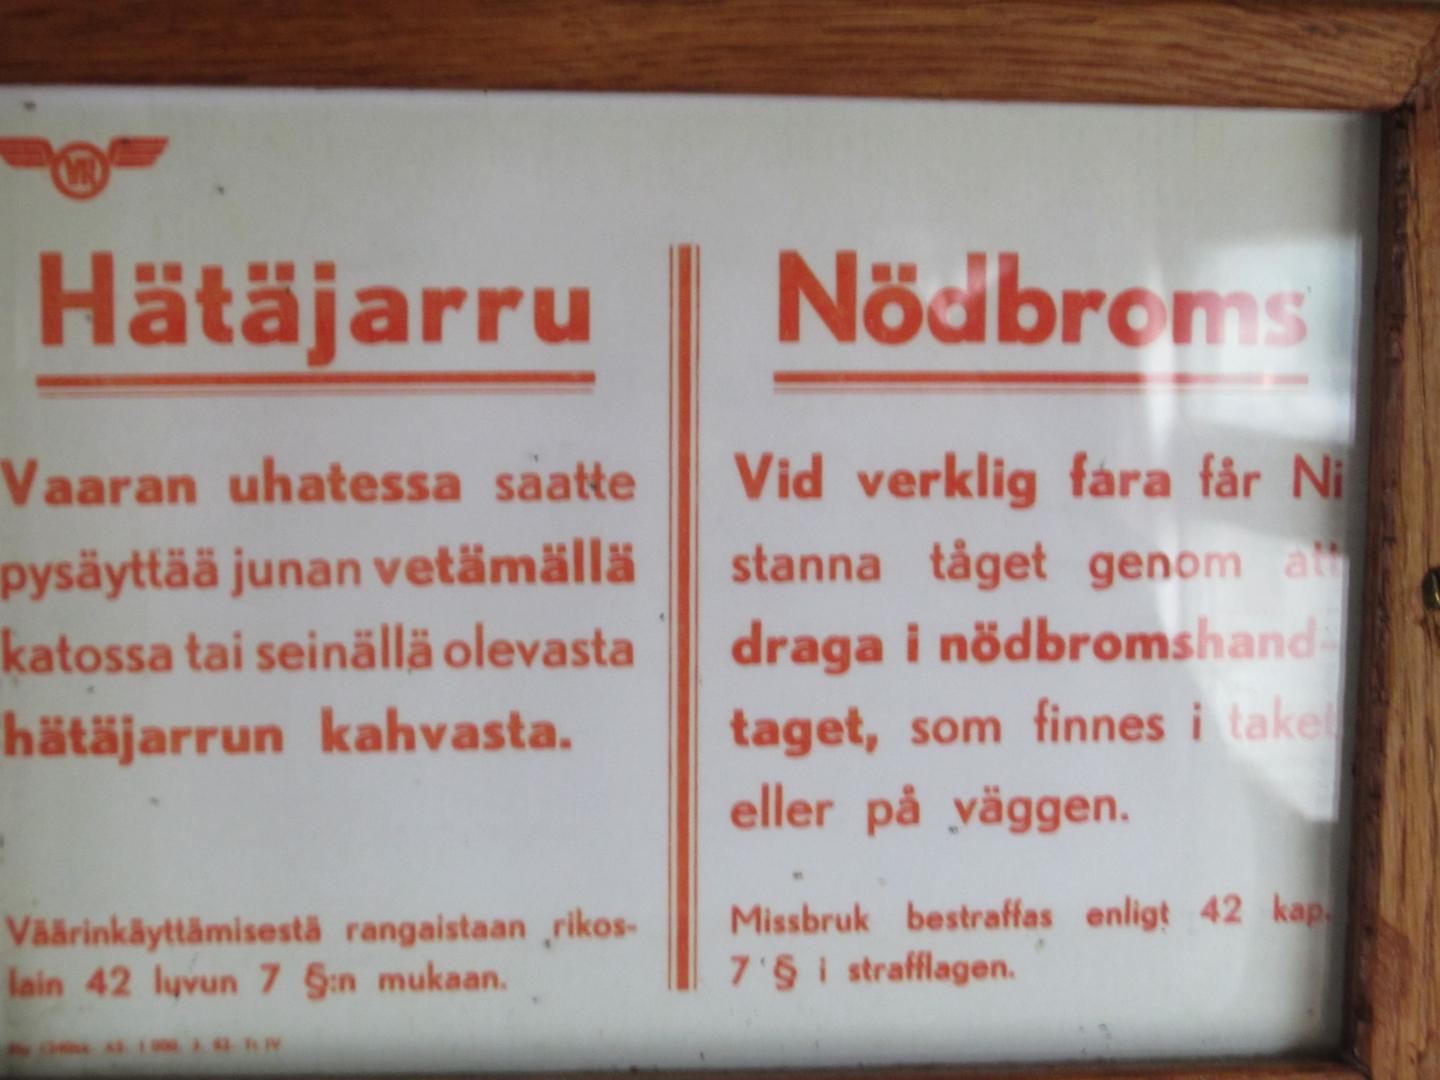 VR
Hätäjarru
Vaaran uhatessa saatte
pysäyttää junan vetämällä
katossa tai seinällä olevasta
hätäjarrun kahvasta.
Väärinkäyttämisestä rangaistaan rikos-
lain 42 luvun 7 §:n mukaan.
Nödbroms
Vid verklig fara får Ni
stanna tåget genom att
draga i nödbromshand-
taget, som finnes i taket
eller på väggen.
Missbruk bestraffas enligt 42 kap.
7 § i strafflagen.